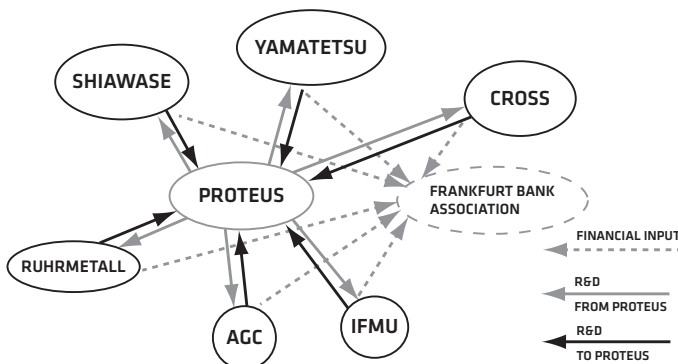 YAMATETSU
SHIAWASE
CROSS
PROTEUS
FRANKFURT BANK
ASSOCIATION
FINANCIAL INPUT
RUHRMETALL
R&D
FROM PROTEUS
AGC
IFMU
R&D
TO PROTEUS